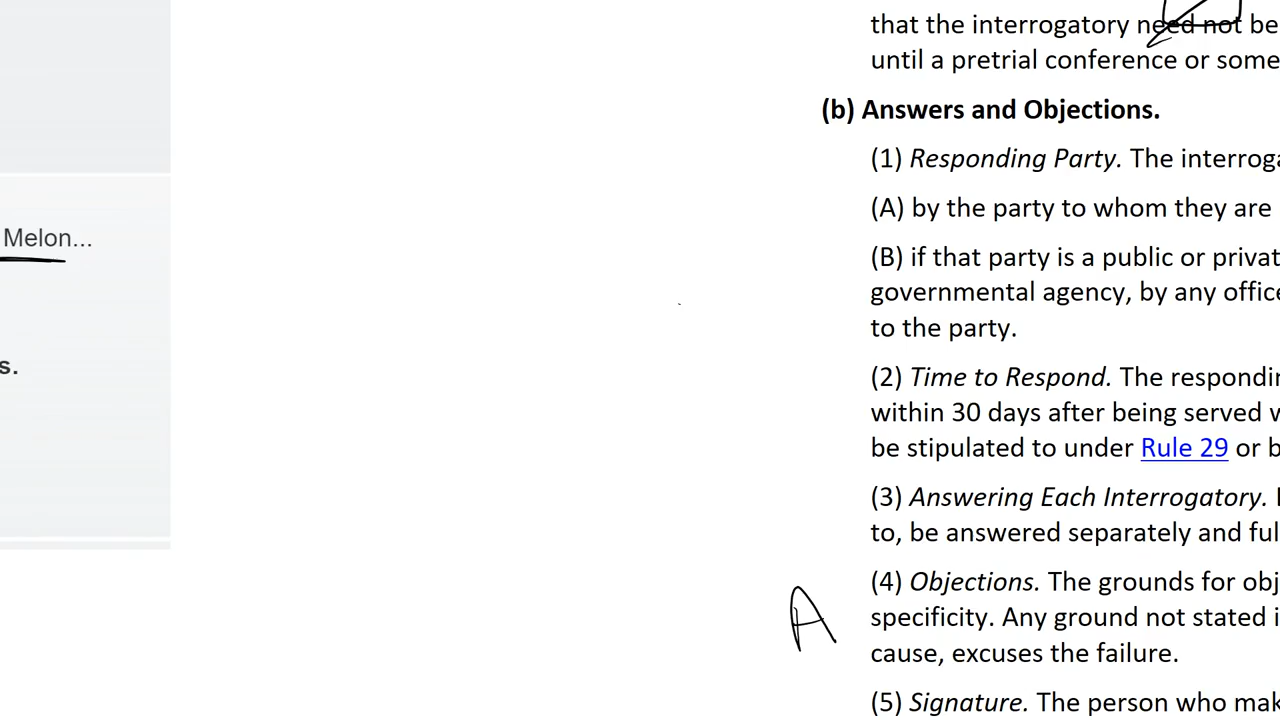 Melon...
s.
that the interrogatory need not be
until a pretrial conference or some
(b) Answers and Objections.
(1) Responding Party. The interroga
(A) by the party to whom they are
(B) if that party is a public or privat
governmental agency, by any office
to the party.
(2) Time to Respond. The respondin
within 30 days after being served w
be stipulated to under Rule 29 or b
(3) Answering Each Interrogatory.
to, be answered separately and ful
A
(4) Objections. The grounds for obj
specificity. Any ground not stated i
cause, excuses the failure.
(5) Signature. The person who mak